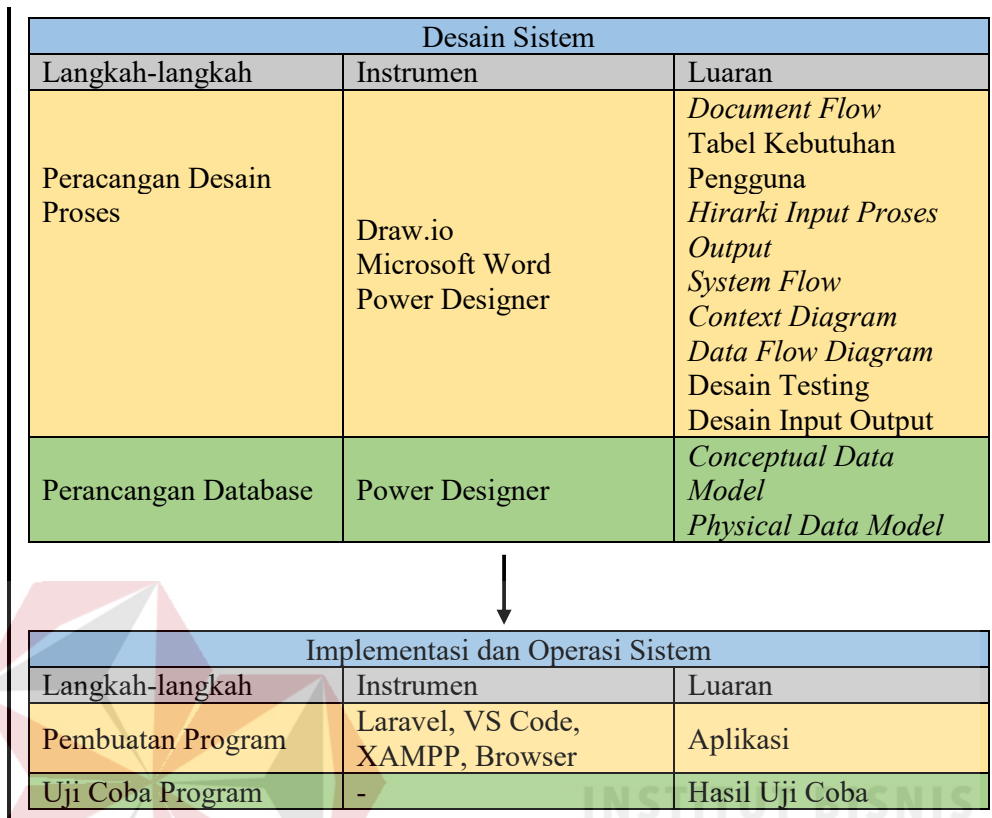 Desain Sistem
Langkah-langkah Instrumen Luaran
Peracangan Desain
Proses
Draw.io
Microsoft Word
Power Designer
Document Flow
Tabel Kebutuhan
Pengguna
Hirarki Input Proses
Output
System Flow
Context Diagram
Data Flow Diagram
Desain Testing
Desain Input Output
Perancangan Database
Power Designer
Conceptual Data
Model
Physical Data Model
Implementasi dan Operasi Sistem
Langkah-langkah Instrumen Luaran
Pembuatan Program
Laravel, VS Code,
XAMPP, Browser
Aplikasi
Uji Coba Program - Hasil Uji Coba
INSTITUT BISNIS